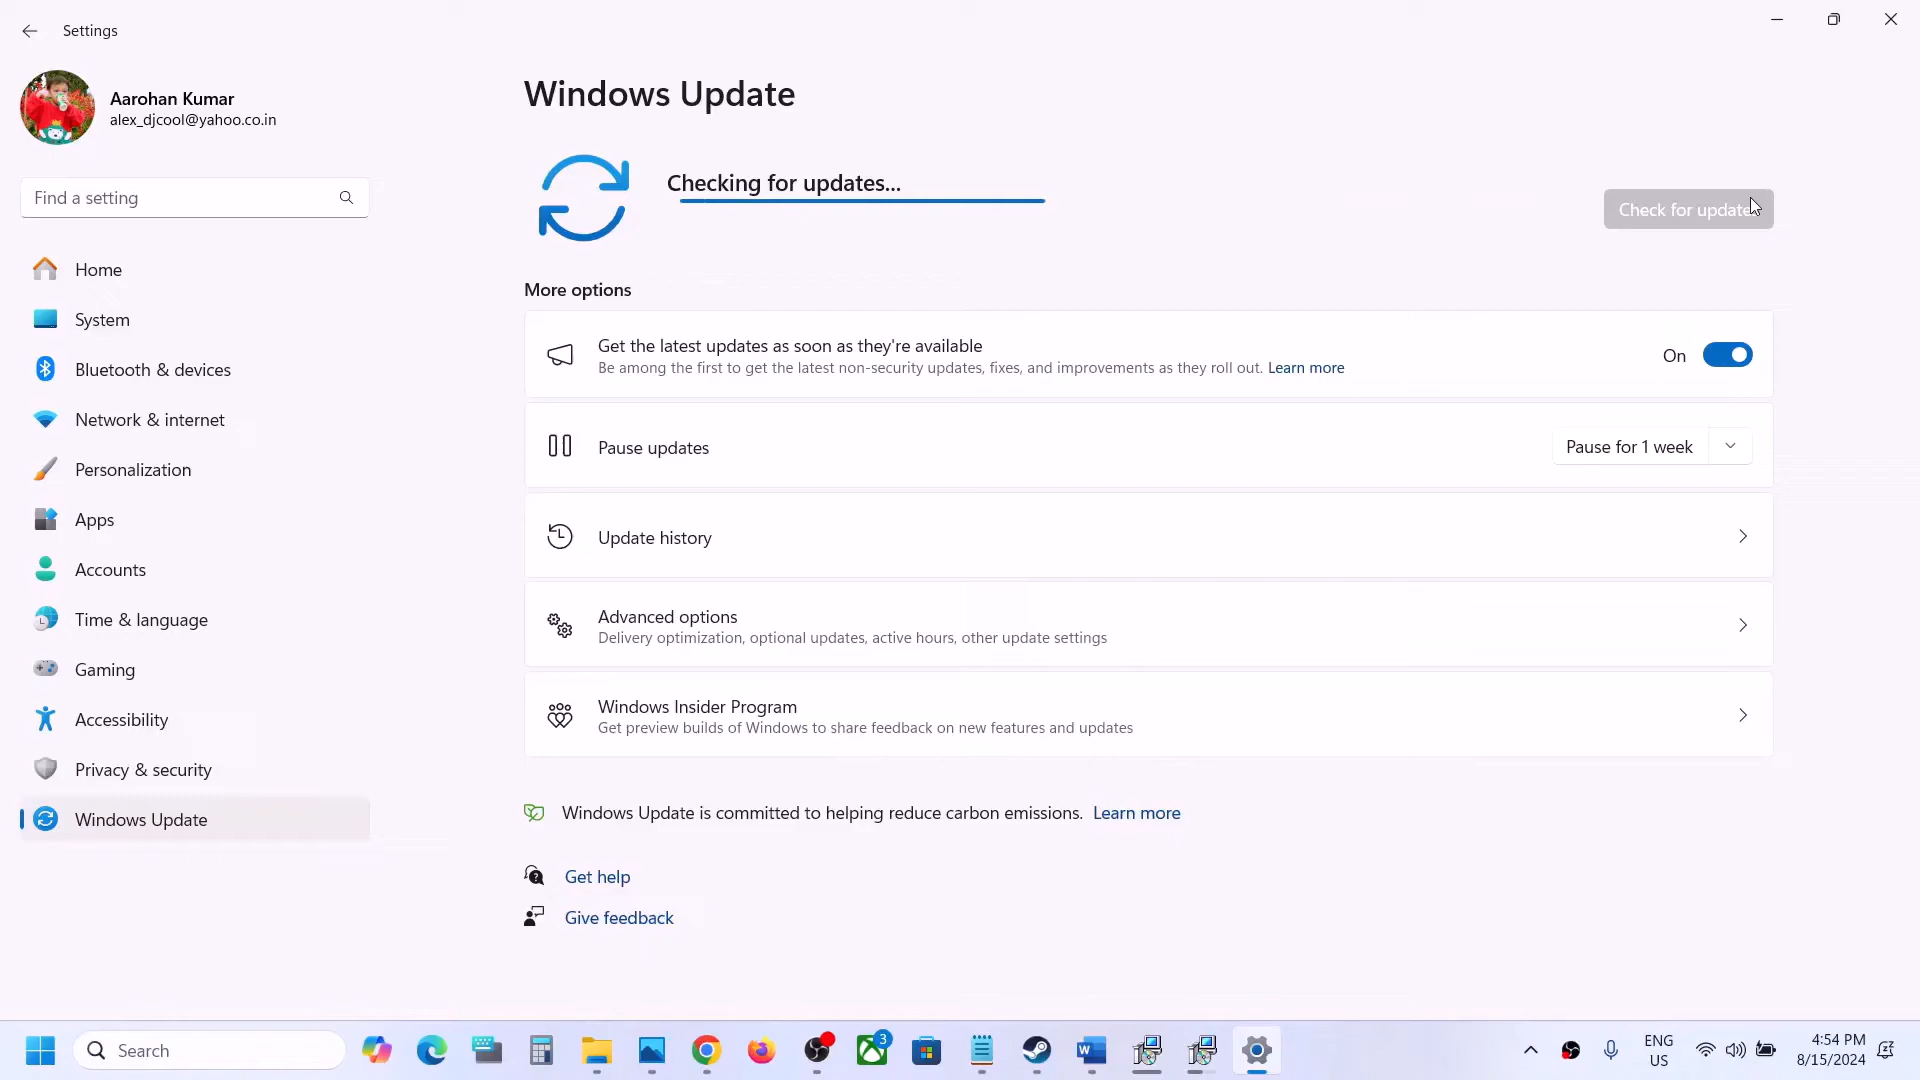 Settings
Aarohan Kumar
alex_djcool@yahoo.co.in
Find a setting
Home
System
Bluetooth & devices
Network & internet
Personalization
Apps
Accounts
Time & language
Gaming
Accessibility
Privacy & security
Windows Update
Windows Update
Checking for updates...
Check for update
More options
Get the latest updates as soon as they're available
Be among the first to get the latest non-security updates, fixes, and improvements as they roll out. Learn more
On
Pause updates
Pause for 1 week
Update history
Advanced options
Delivery optimization, optional updates, active hours, other update settings
Windows Insider Program
Get preview builds of Windows to share feedback on new features and updates
Windows Update is committed to helping reduce carbon emissions. Learn more
Get help
Give feedback
Search
3
ENG
US
4:54 PM
8/15/2024